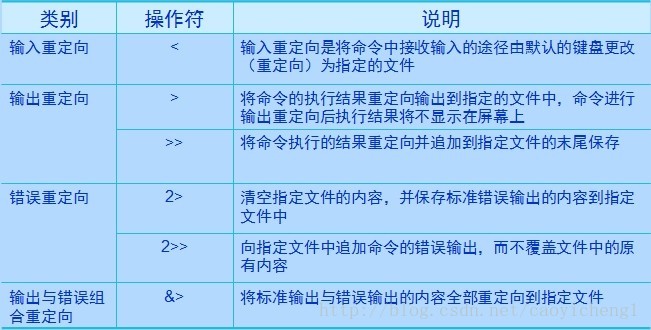 类别 操作符 说明
输入重定向 < 输入重定向是将命令中接收输入的途径由默认的键盘更改
（重定向）为指定的文件
输出重定向 > 将命令的执行结果重定向输出到指定的文件中，命令进行
输出重定向后执行结果将不显示在屏幕上
>> 将命令执行的结果重定向并追加到指定文件的末尾保存
错误重定向 2> 清空指定文件的内容，并保存标准错误输出的内容到指定
文件中
2>> 向指定文件中追加命令的错误输出，而不覆盖文件中的原
有内容
输出与错误组 &> 将标准输出与错误输出的内容全部重定向到指定文件
合重定向
http://blog.csdn.net/caoyicheng1